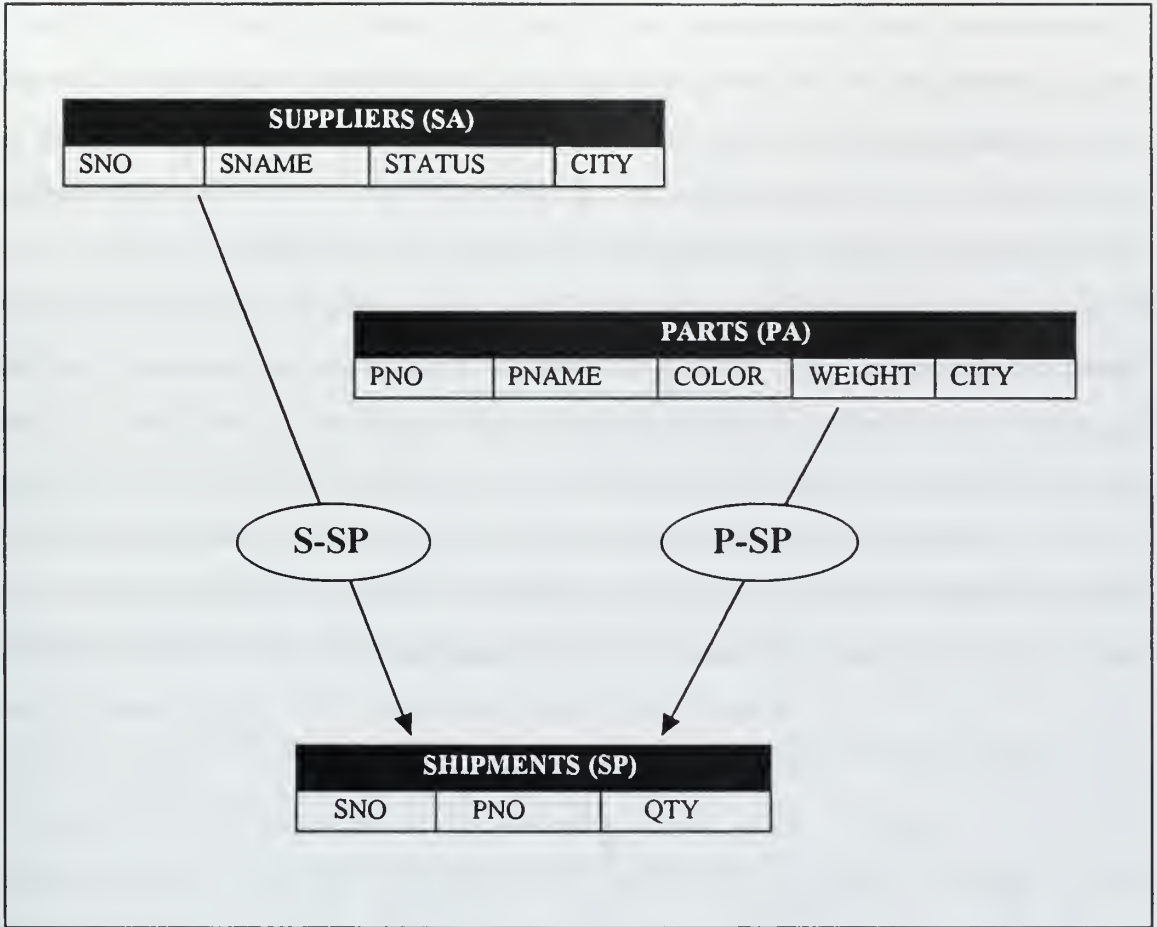 SUPPLIERS (SA)
SNO SNAME STATUS CITY
PARTS (PA)
PNO PNAME COLOR WEIGHT CITY
S-SP P-SP
SHIPMENTS (SP)
SNO PNO QTY